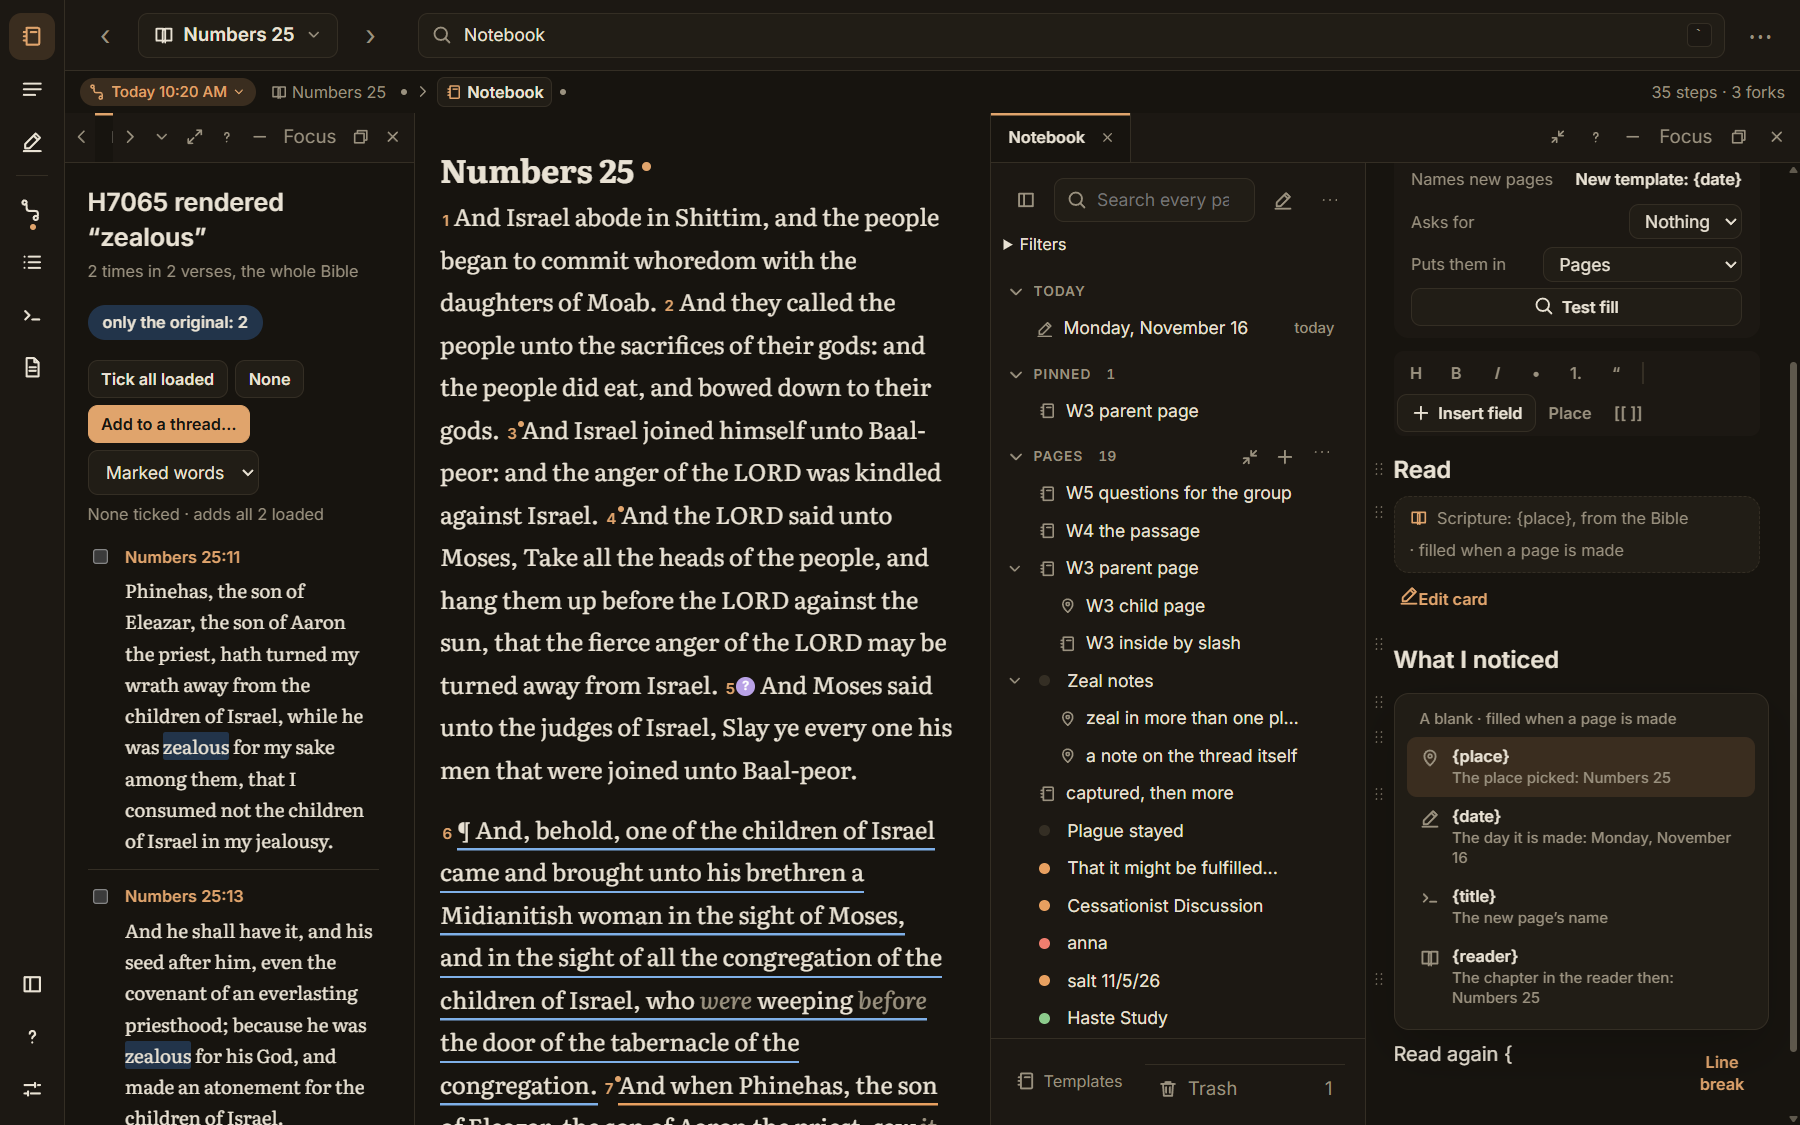 Numbers 25
Notebook
`
Today 10:20 AM
Numbers 25
Notebook
35 steps · 3 forks
?
Focus
H7065 rendered
“zealous”
2 times in 2 verses, the whole Bible
only the original: 2
Tick all loaded
None
Add to a thread...
Marked words
None ticked · adds all 2 loaded
Numbers 25:11
Phinehas, the son of
Eleazar, the son of Aaron
the priest, hath turned my
wrath away from the
children of Israel, while he
was zealous for my sake
among them, that I
consumed not the children
of Israel in my jealousy.
Numbers 25:13
And he shall have it, and his
seed after him, even the
covenant of an everlasting
priesthood; because he was
zealous for his God, and
made an atonement for the
children of Israel.
?
Numbers 25
1 And Israel abode in Shittim, and the people
began to commit whoredom with the
daughters of Moab. 2 And they called the
people unto the sacrifices of their gods: and
the people did eat, and bowed down to their
gods. 3 And Israel joined himself unto Baal-
peor: and the anger of the LORD was kindled
against Israel. 4 And the LORD said unto
Moses, Take all the heads of the people, and
hang them up before the LORD against the
sun, that the fierce anger of the LORD may be
turned away from Israel. 5 ? And Moses said
unto the judges of Israel, Slay ye every one his
men that were joined unto Baal-peor.
6 ¶ And, behold, one of the children of Israel
came and brought unto his brethren a
Midianitish woman in the sight of Moses,
and in the sight of all the congregation of the
children of Israel, who were weeping before
the door of the tabernacle of the
congregation. 7 And when Phinehas, the son
of Eleazar, the son of Aaron the priest, saw it
Notebook
?
Focus
Search every pa
Filters
TODAY
Monday, November 16
today
PINNED 1
W3 parent page
PAGES 19
W5 questions for the group
W4 the passage
W3 parent page
W3 child page
W3 inside by slash
Zeal notes
zeal in more than one pl...
a note on the thread itself
captured, then more
Plague stayed
That it might be fulfilled...
Cessationist Discussion
anna
salt 11/5/26
Haste Study
Templates
Trash 1
Names new pages
New template: {date}
Asks for
Nothing
Puts them in
Pages
Test fill
H B I • 1. “
Insert field
Place
[[ ]]
Read
Scripture: {place}, from the Bible
· filled when a page is made
Edit card
What I noticed
A blank · filled when a page is made
{place}
The place picked: Numbers 25
{date}
The day it is made: Monday, November
16
{title}
The new page’s name
{reader}
The chapter in the reader then:
Numbers 25
Read again {
Line
break